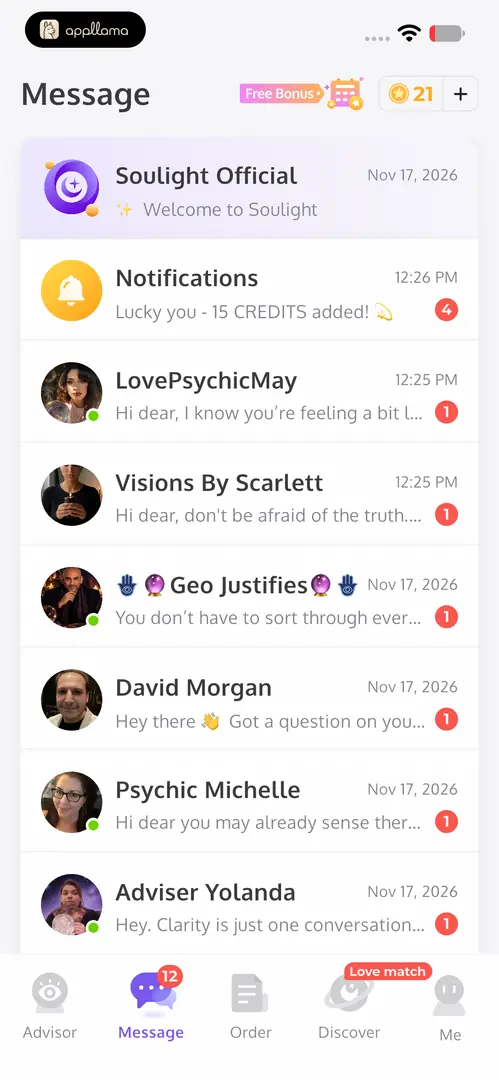 appllama
Message
Free Bonus
21
+
Soulight Official
Nov 17, 2026
✨ Welcome to Soulight
Notifications
12:26 PM
Lucky you - 15 CREDITS added! 💫
4
LovePsychicMay
12:25 PM
Hi dear, I know you’re feeling a bit l...
1
Visions By Scarlett
12:25 PM
Hi dear, don't be afraid of the truth....
1
🪬🔮Geo Justifies🔮🪬
Nov 17, 2026
You don’t have to sort through ever...
1
David Morgan
Nov 17, 2026
Hey there 👋 Got a question on you...
1
Psychic Michelle
Nov 17, 2026
Hi dear you may already sense ther...
1
Adviser Yolanda
Nov 17, 2026
Hey. Clarity is just one conversation...
1
12
Love match
Advisor
Message
Order
Discover
Me